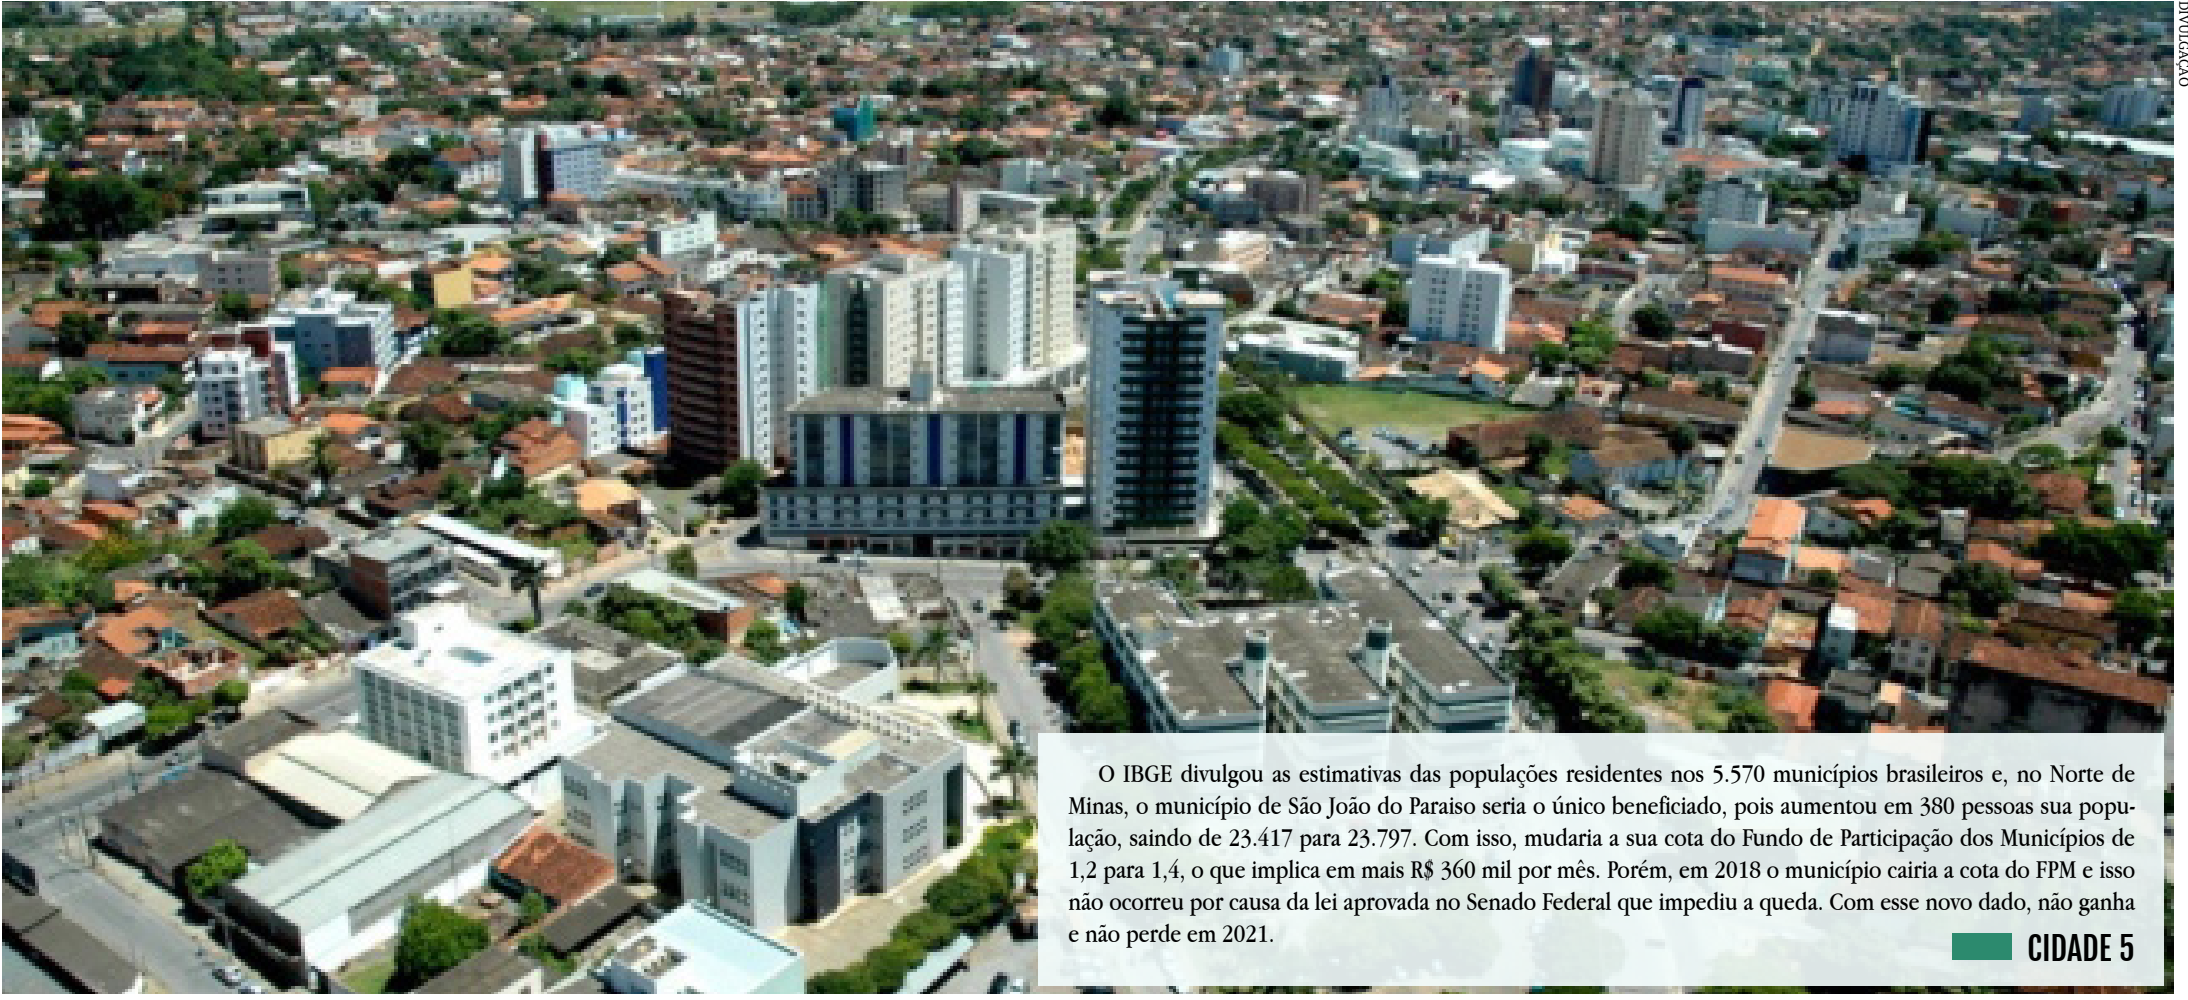 DIVULGAÇÃO
O IBGE divulgou as estimativas das populações residentes nos 5.570 municípios brasileiros e, no Norte de
Minas, o município de São João do Paraiso seria o único beneficiado, pois aumentou em 380 pessoas sua popu-
lação, saindo de 23.417 para 23.797. Com isso, mudaria a sua cota do Fundo de Participação dos Municípios de
1,2 para 1,4, o que implica em mais R$ 360 mil por mês. Porém, em 2018 o município cairia a cota do FPM e isso
não ocorreu por causa da lei aprovada no Senado Federal que impediu a queda. Com esse novo dado, não ganha
e não perde em 2021.
CIDADE 5